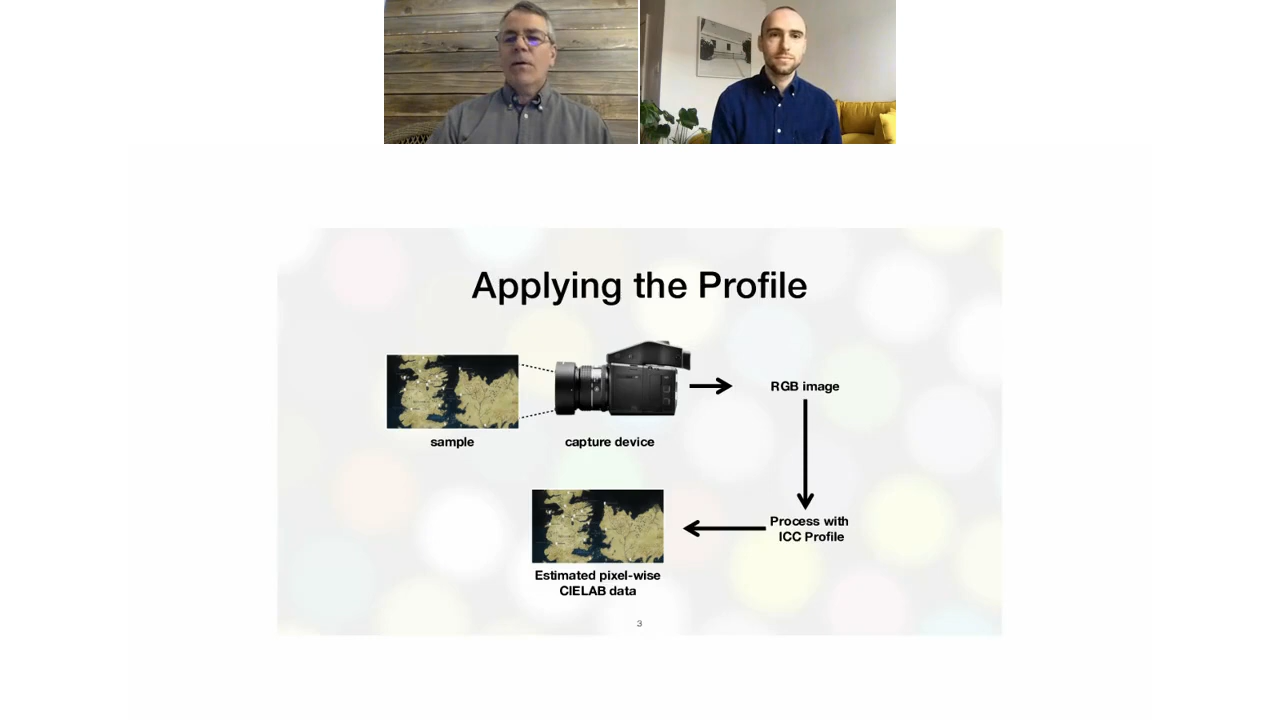 Applying the Profile
sample
capture device
RGB image
Process with
ICC Profile
Estimated pixel-wise
CIELAB data
3